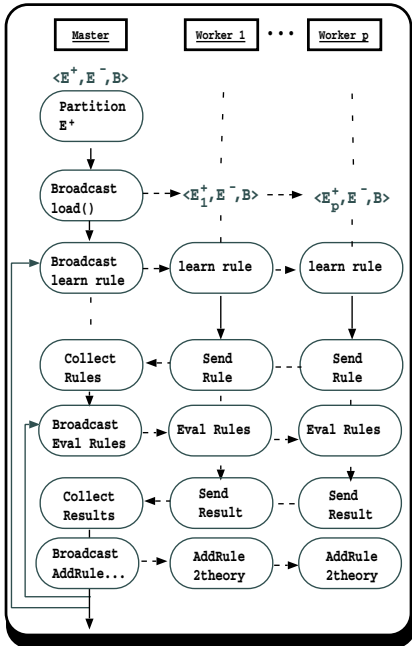 Master Worker 1 ... Worker p
<E+,E-,B>
Partition
E+
Broadcast
load()
<E1+,E-,B> <Ep+,E-,B>
Broadcast
learn rule
learn rule
learn rule
Collect
Rules
Send
Rule
Send
Rule
Broadcast
Eval Rules
Eval Rules
Eval Rules
Collect
Results
Send
Result
Send
Result
Broadcast
AddRule...
AddRule
2theory
AddRule
2theory